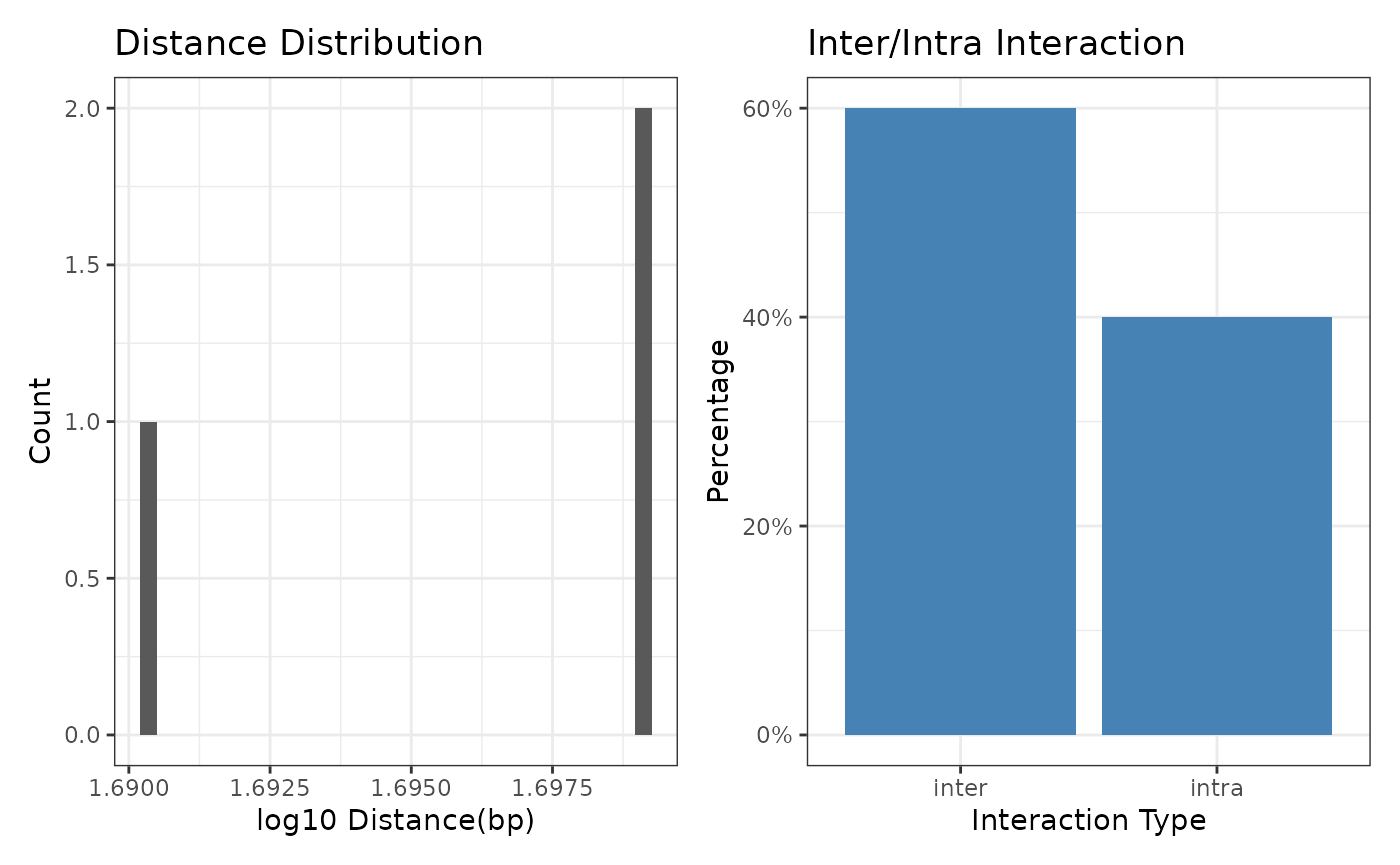 Distance Distribution
Count
2.0
1.5
1.0
0.5
0.0
1.6900 1.6925 1.6950 1.6975
log10 Distance(bp)
Inter/Intra Interaction
Percentage
60%
40%
20%
0%
inter intra
Interaction Type